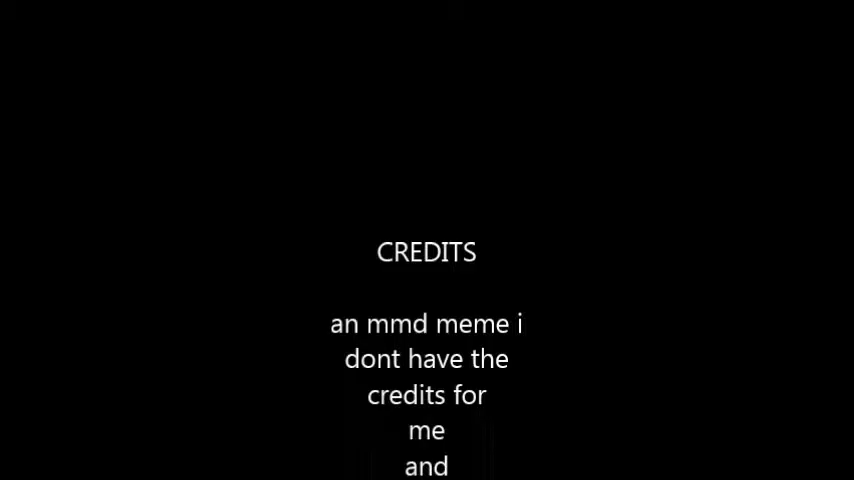 CREDITS
an mmd meme i
dont have the
credits for
me
and